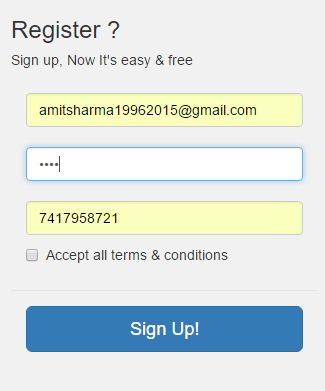 Register ?
Sign up, Now It's easy & free
amitsharma19962015@gmail.com
••••
7417958721
Accept all terms & conditions
Sign Up!